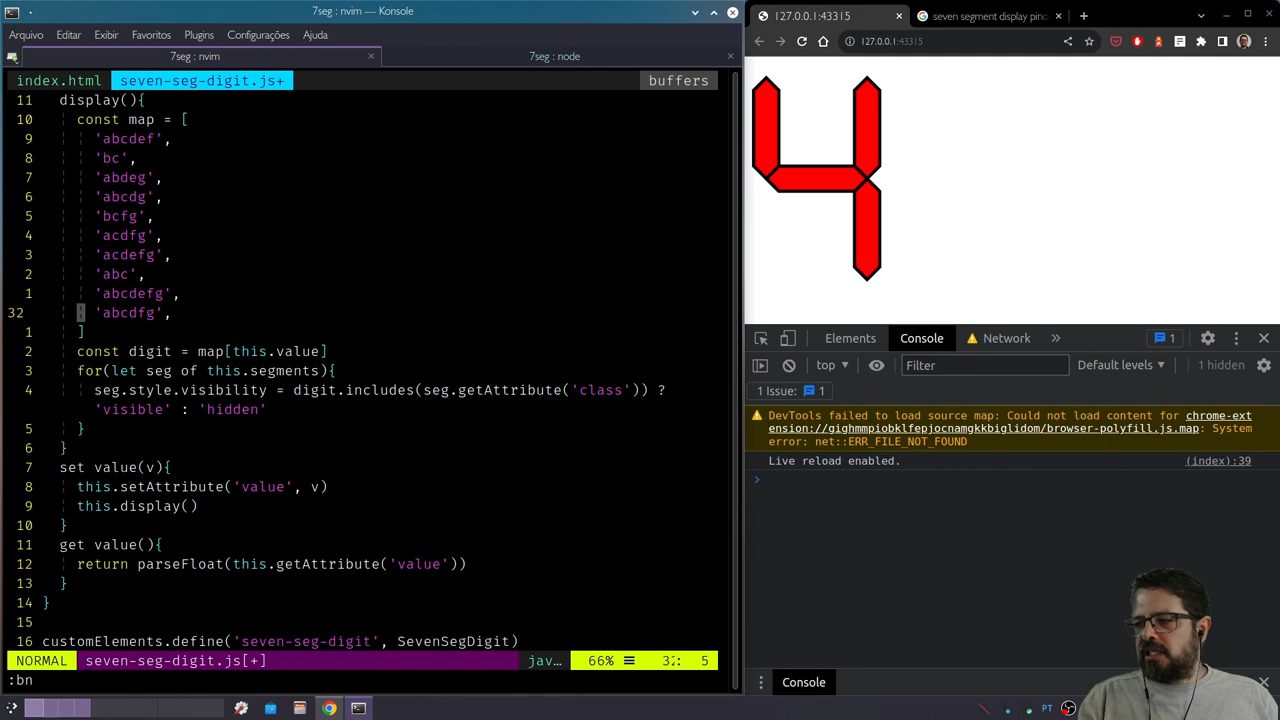 7seg : nvim — Konsole
Arquivo Editar Exibir Favoritos Plugins Configurações Ajuda
7seg : nvim
7seg : node
index.html seven-seg-digit.js+ buffers
11 display(){
10 const map = [
9 'abcdef',
8 'bc',
7 'abdeg',
6 'abcdg',
5 'bcfg',
4 'acdfg',
3 'acdefg',
2 'abc',
1 'abcdefg',
32 'abcdfg',
1 ]
2 const digit = map[this.value]
3 for(let seg of this.segments){
4 seg.style.visibility = digit.includes(seg.getAttribute('class')) ?
'visible' : 'hidden'
5 }
6 }
7 set value(v){
8 this.setAttribute('value', v)
9 this.display()
10 }
11 get value(){
12 return parseFloat(this.getAttribute('value'))
13 }
14 }
15
16 customElements.define('seven-seg-digit', SevenSegDigit)
NORMAL seven-seg-digit.js[+] jav… 66% 32: 5
:bn
127.0.0.1:43315
seven segment display pino
127.0.0.1:43315
Elements Console Network 1
top Filter Default levels 1 hidden
1 Issue: 1
DevTools failed to load source map: Could not load content for chrome-ext
ension://gighmmpiobklfepjocnamgkkbiglidom/browser-polyfill.js.map: System
error: net::ERR_FILE_NOT_FOUND
Live reload enabled. (index):39
Console
PT